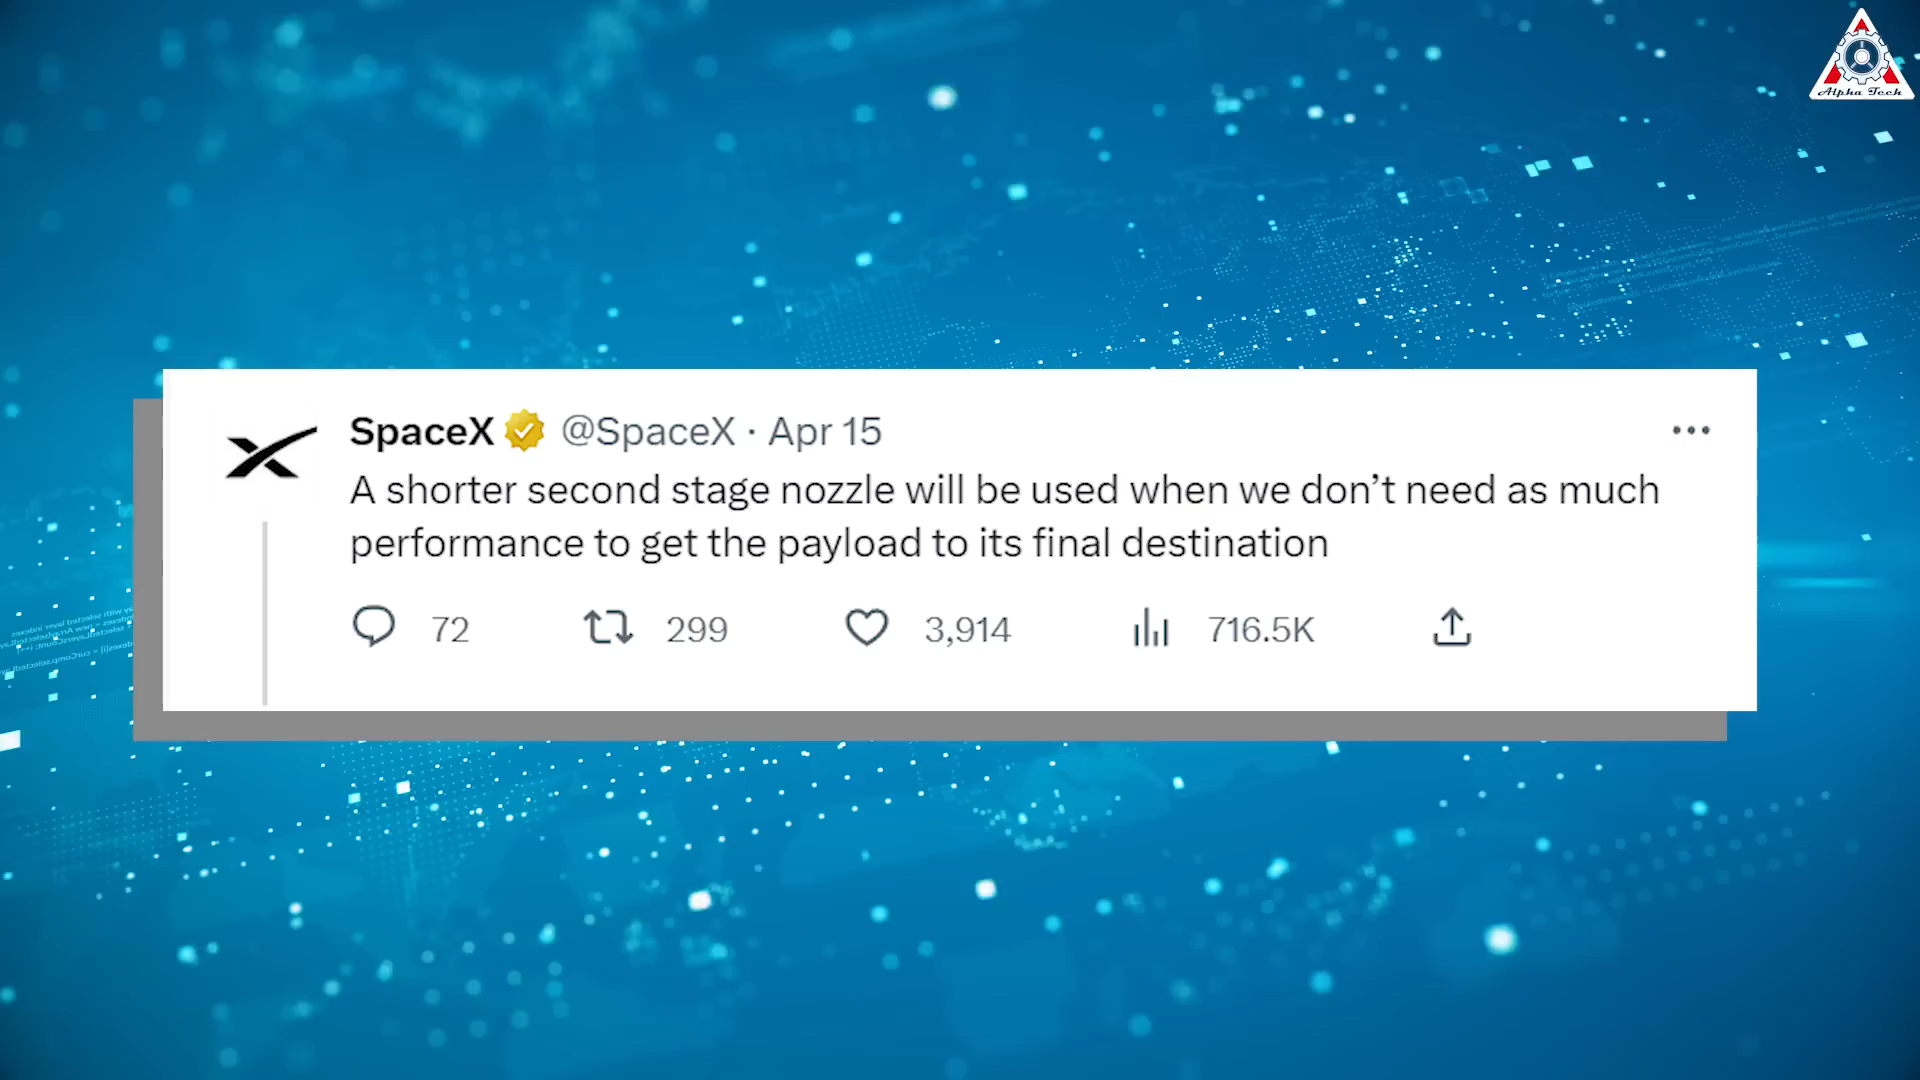 Alpha Tech
SpaceX @SpaceX · Apr 15
A shorter second stage nozzle will be used when we don’t need as much
performance to get the payload to its final destination
72 299 3,914 716.5K